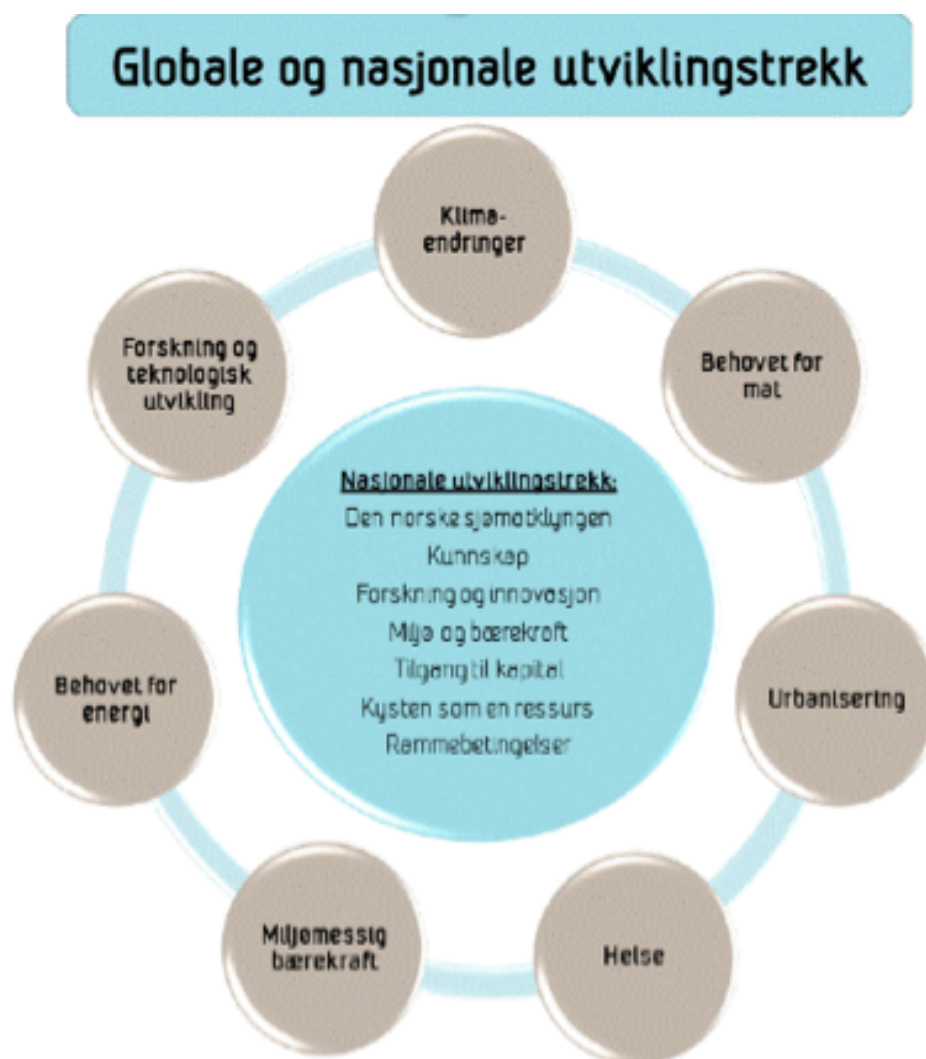 Globale og nasjonale utviklingstrekk
Klima-
endringer
Forskning og
teknologisk
utvikling
Behovet for
mat
Nasjonale utviklingstrekk:
Den norske sjømatklyngen
Kunnskap
Forskning og innovasjon
Miljø og bærekraft
Tilgang til kapital
Kysten som en ressurs
Rammebetingelser
Behovet for
energi
Urbanisering
Miljømessig
bærekraft
Helse